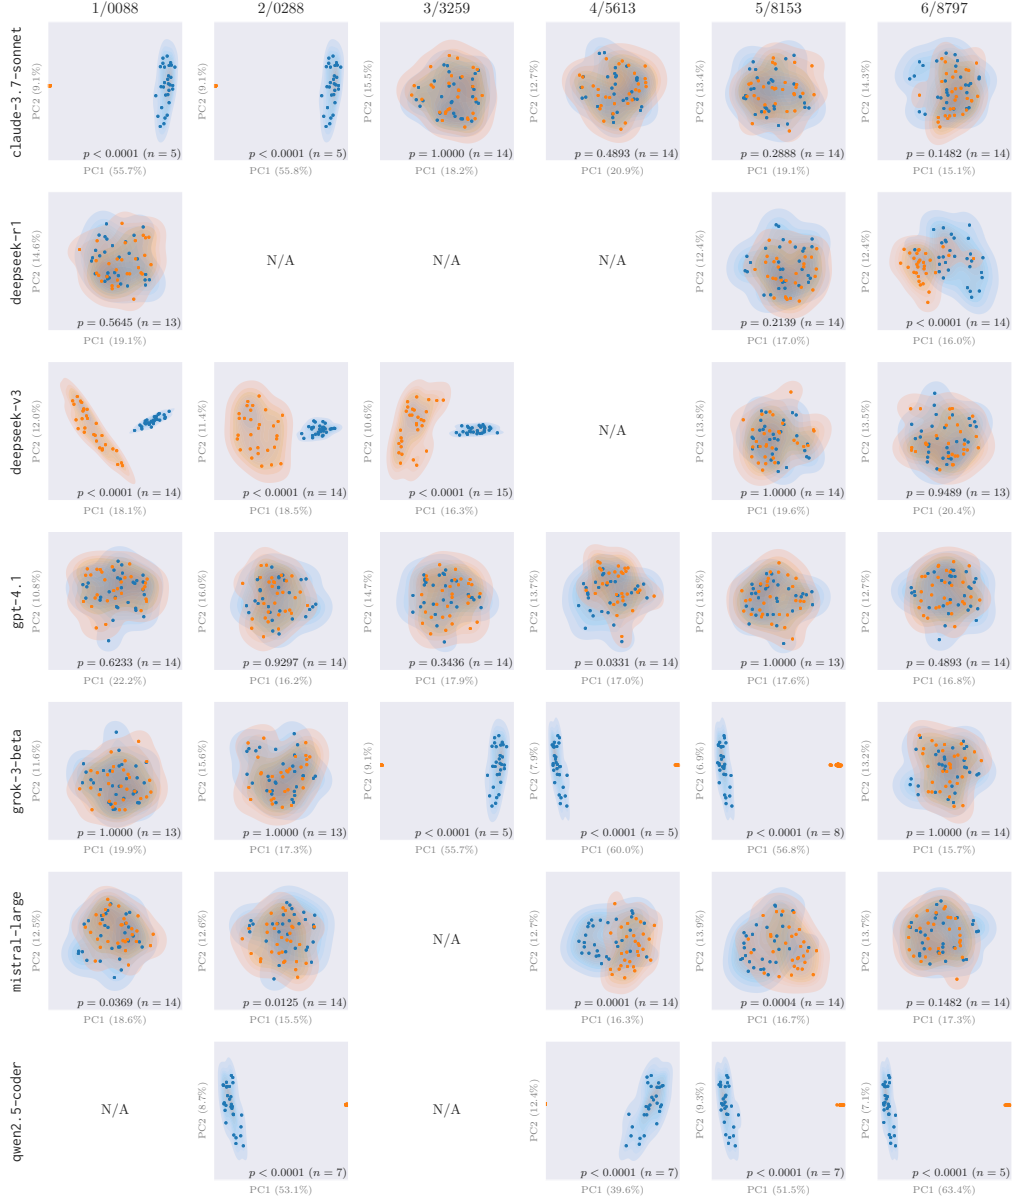 1/0088 2/0288 3/3259 4/5613 5/8153 6/8797
claude-3.7-sonnet
PC2 (9.1%) PC2 (9.1%) PC2 (15.5%) PC2 (12.7%) PC2 (13.4%) PC2 (14.3%)
p < 0.0001 (n = 5) p < 0.0001 (n = 5) p = 1.0000 (n = 14) p = 0.4893 (n = 14) p = 0.2888 (n = 14) p = 0.1482 (n = 14)
PC1 (55.7%) PC1 (55.8%) PC1 (18.2%) PC1 (20.9%) PC1 (19.1%) PC1 (15.1%)
deepseek-r1
PC2 (14.6%) N/A N/A N/A PC2 (12.4%) PC2 (12.4%)
p = 0.5645 (n = 13) p = 0.2139 (n = 14) p < 0.0001 (n = 14)
PC1 (19.1%) PC1 (17.0%) PC1 (16.0%)
deepseek-v3
PC2 (12.0%) PC2 (11.4%) PC2 (10.6%) N/A PC2 (13.8%) PC2 (13.5%)
p < 0.0001 (n = 14) p < 0.0001 (n = 14) p < 0.0001 (n = 15) p = 1.0000 (n = 14) p = 0.9489 (n = 13)
PC1 (18.1%) PC1 (18.5%) PC1 (16.3%) PC1 (19.6%) PC1 (20.4%)
gpt-4.1
PC2 (10.8%) PC2 (16.0%) PC2 (14.7%) PC2 (13.7%) PC2 (13.8%) PC2 (12.7%)
p = 0.6233 (n = 14) p = 0.9297 (n = 14) p = 0.3436 (n = 14) p = 0.0331 (n = 14) p = 1.0000 (n = 13) p = 0.4893 (n = 14)
PC1 (22.2%) PC1 (16.2%) PC1 (17.9%) PC1 (17.0%) PC1 (17.6%) PC1 (16.8%)
grok-3-beta
PC2 (11.6%) PC2 (15.6%) PC2 (9.1%) PC2 (7.9%) PC2 (6.9%) PC2 (13.2%)
p = 1.0000 (n = 13) p = 1.0000 (n = 13) p < 0.0001 (n = 5) p < 0.0001 (n = 5) p < 0.0001 (n = 8) p = 1.0000 (n = 14)
PC1 (19.9%) PC1 (17.3%) PC1 (55.7%) PC1 (60.0%) PC1 (56.8%) PC1 (15.7%)
mistral-large
PC2 (12.5%) PC2 (12.6%) N/A PC2 (12.7%) PC2 (13.9%) PC2 (13.7%)
p = 0.0369 (n = 14) p = 0.0125 (n = 14) p = 0.0001 (n = 14) p = 0.0004 (n = 14) p = 0.1482 (n = 14)
PC1 (18.6%) PC1 (15.5%) PC1 (16.3%) PC1 (16.7%) PC1 (17.3%)
qwen2.5-coder
N/A PC2 (8.7%) N/A PC2 (12.4%) PC2 (9.3%) PC2 (7.1%)
p < 0.0001 (n = 7) p < 0.0001 (n = 7) p < 0.0001 (n = 7) p < 0.0001 (n = 5)
PC1 (53.1%) PC1 (39.6%) PC1 (51.5%) PC1 (63.4%)